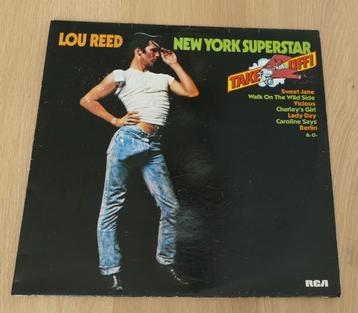 LOU REED
NEW YORK SUPERSTAR
TAKE OFF!
Sweet Jane
Walk On The Wild Side
Vicious
Charley's Girl
Lady Day
Caroline Says
Berlin
a.o.
RCA